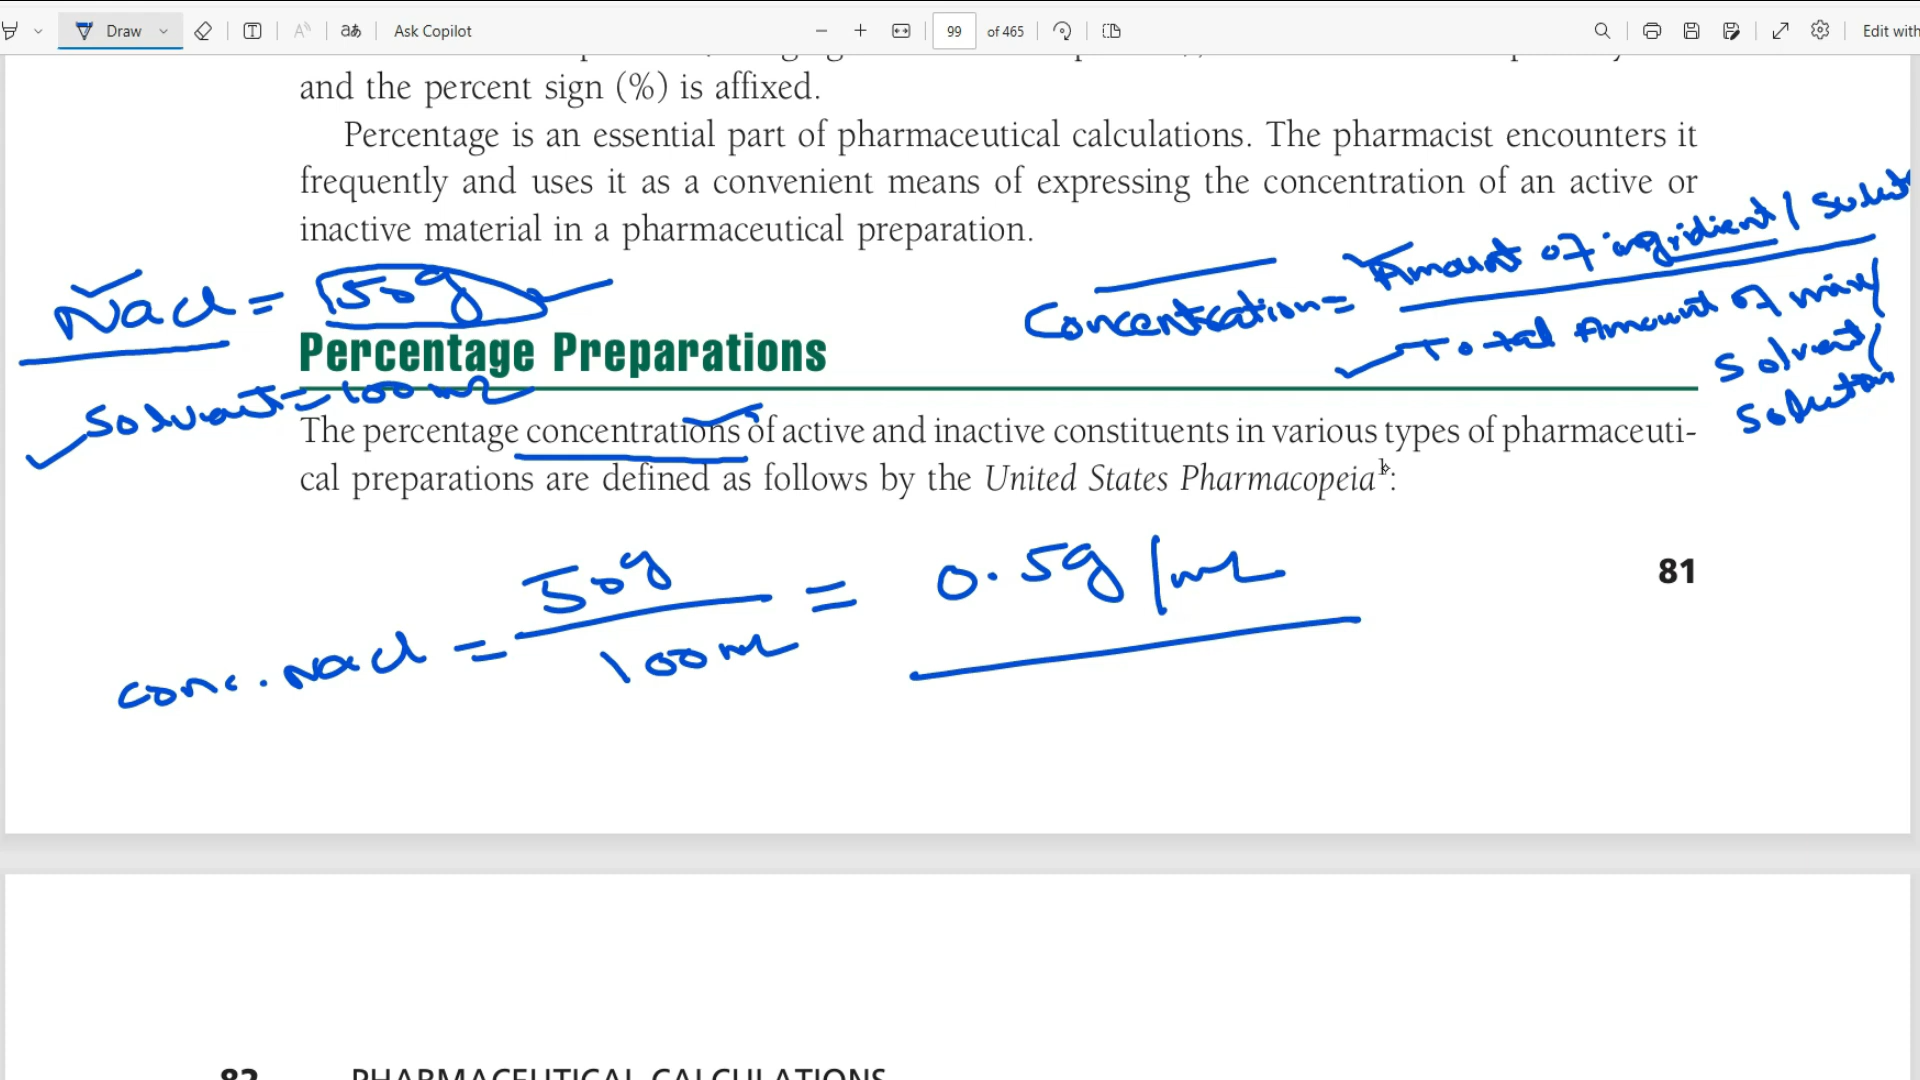 Draw
Ask Copilot
99 of 465
Edit with
and the percent sign (%) is affixed.
Percentage is an essential part of pharmaceutical calculations. The pharmacist encounters it
frequently and uses it as a convenient means of expressing the concentration of an active or
inactive material in a pharmaceutical preparation.
Nacl = 50g
Solvent = 100 ml
Concentration = Amount of ingridient / Solut
Total Amount of mix/
Solvent/
Solution
Percentage Preparations
The percentage concentrations of active and inactive constituents in various types of pharmaceuti-
cal preparations are defined as follows by the United States Pharmacopeia:
81
conc. Nacl = 50g
100 ml
= 0.5g/ml
82 PHARMACEUTICAL CALCULATIONS